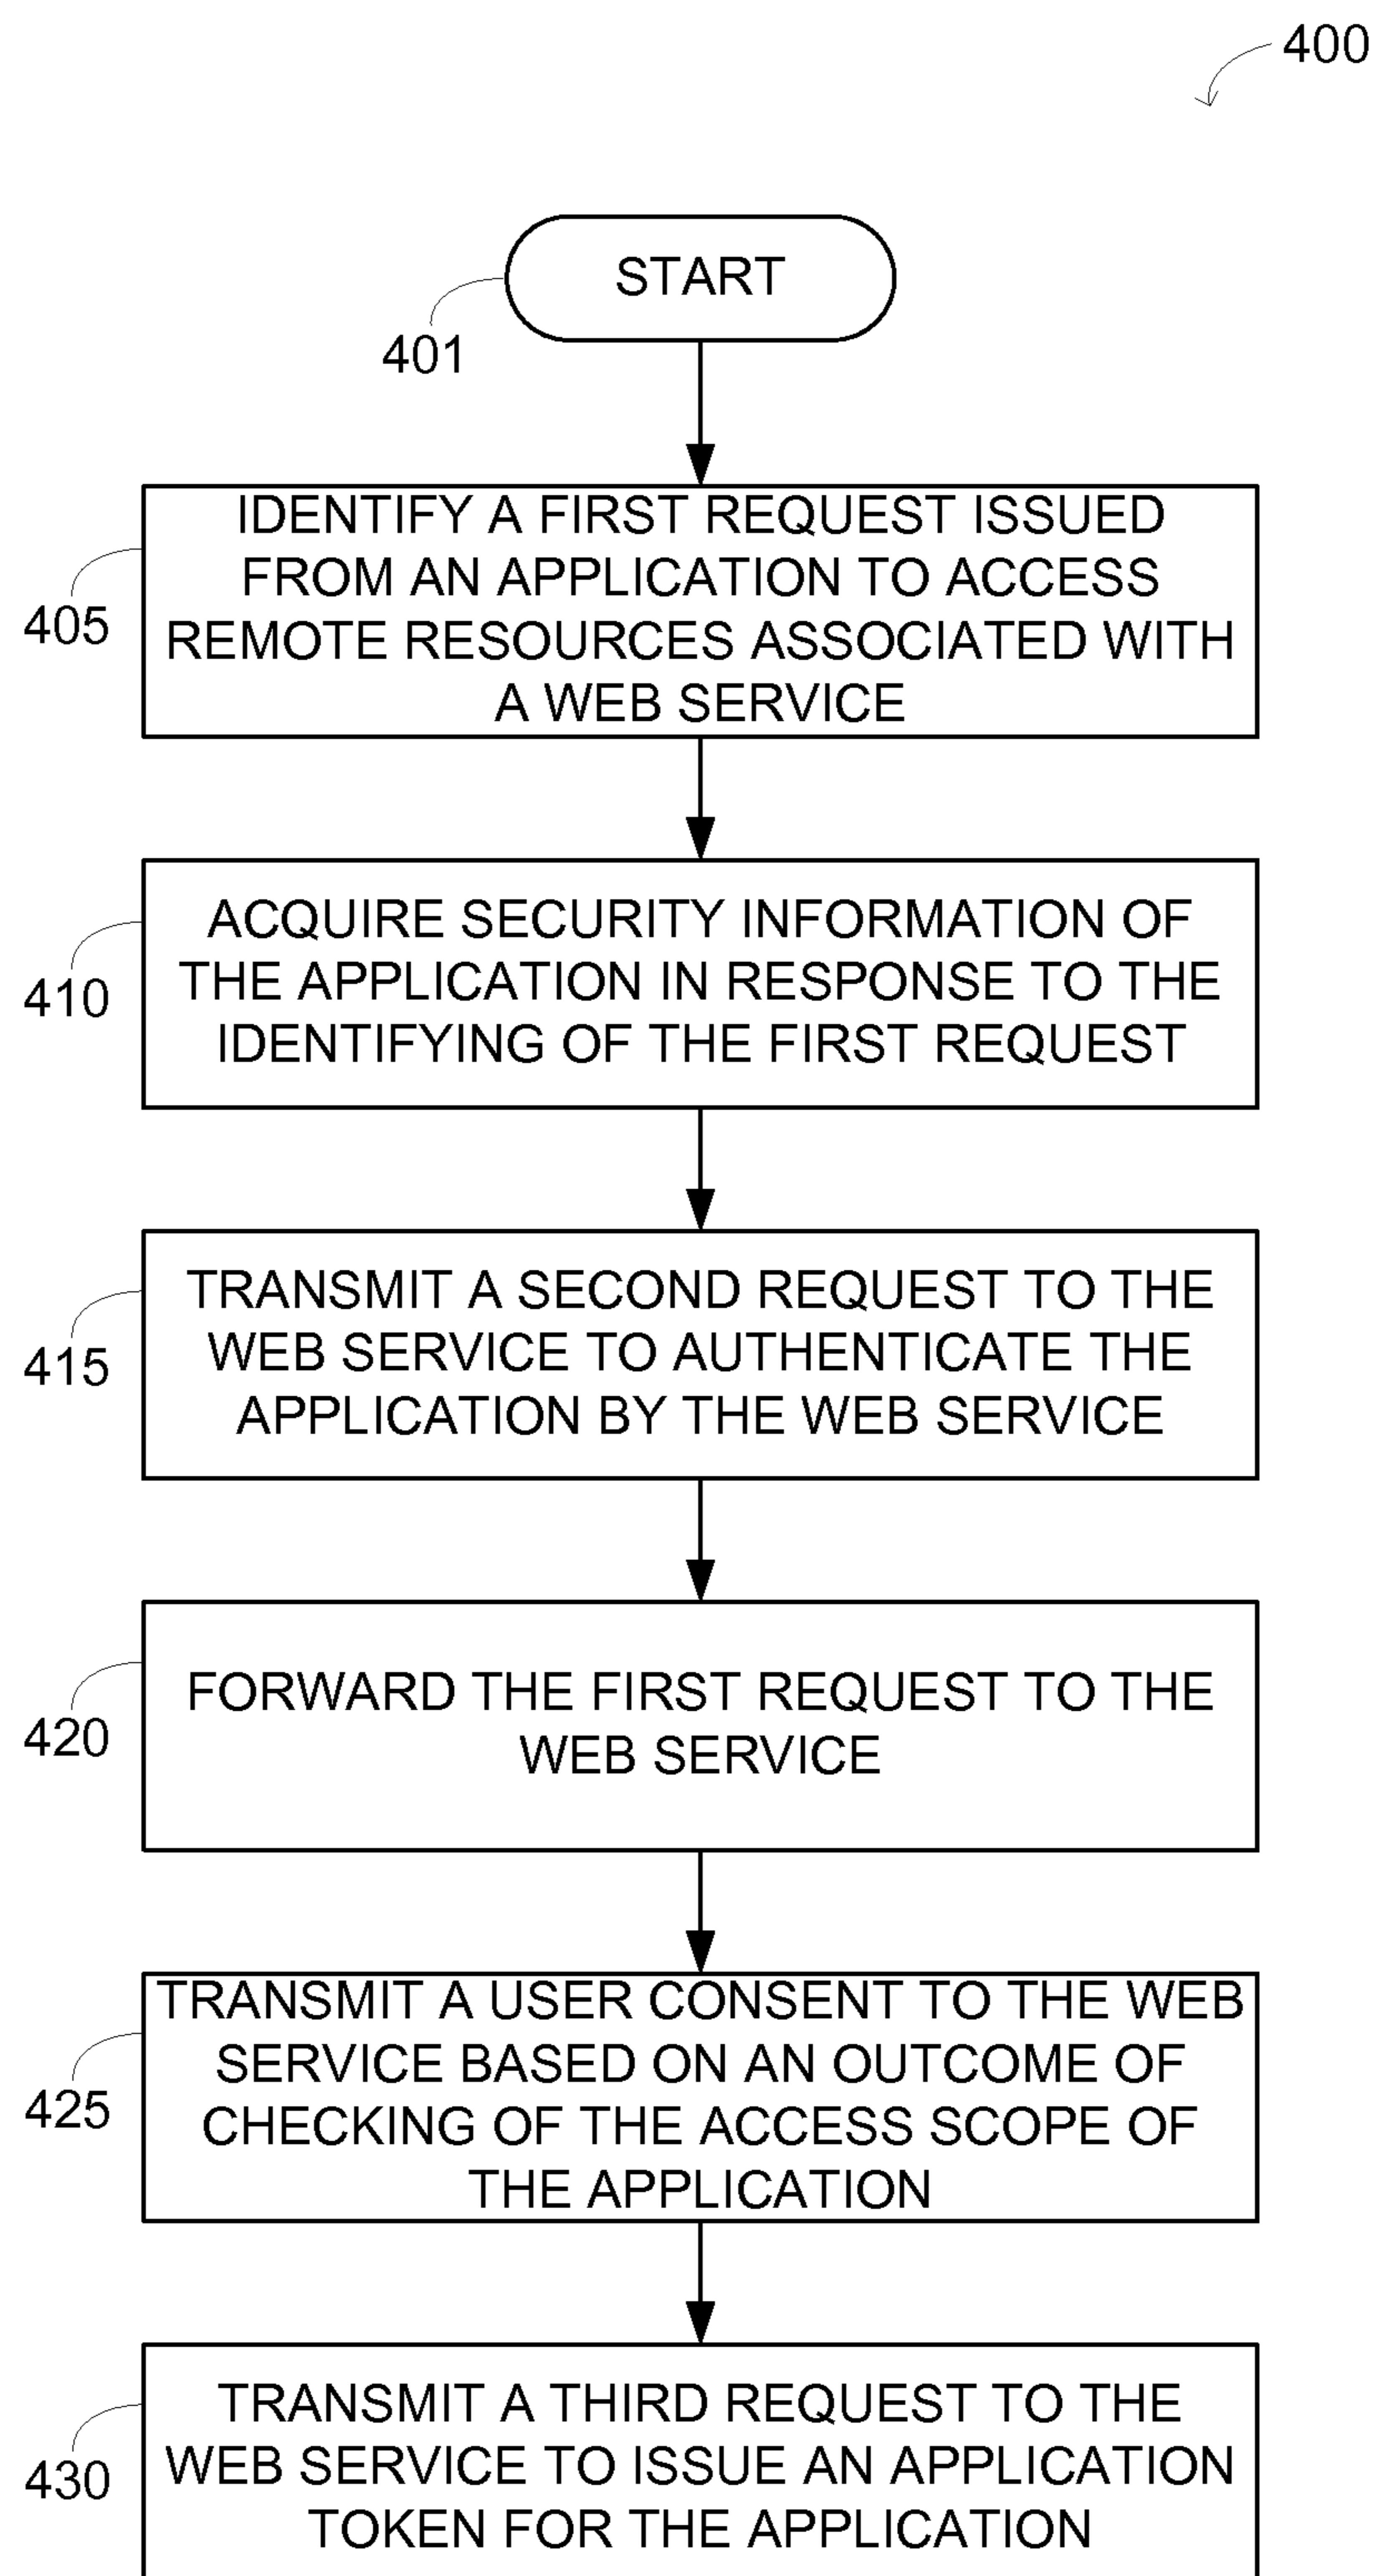 400
START
401
IDENTIFY A FIRST REQUEST ISSUED
FROM AN APPLICATION TO ACCESS
REMOTE RESOURCES ASSOCIATED WITH
A WEB SERVICE
405
ACQUIRE SECURITY INFORMATION OF
THE APPLICATION IN RESPONSE TO THE
IDENTIFYING OF THE FIRST REQUEST
410
TRANSMIT A SECOND REQUEST TO THE
WEB SERVICE TO AUTHENTICATE THE
APPLICATION BY THE WEB SERVICE
415
FORWARD THE FIRST REQUEST TO THE
WEB SERVICE
420
TRANSMIT A USER CONSENT TO THE WEB
SERVICE BASED ON AN OUTCOME OF
CHECKING OF THE ACCESS SCOPE OF
THE APPLICATION
425
TRANSMIT A THIRD REQUEST TO THE
WEB SERVICE TO ISSUE AN APPLICATION
TOKEN FOR THE APPLICATION
430